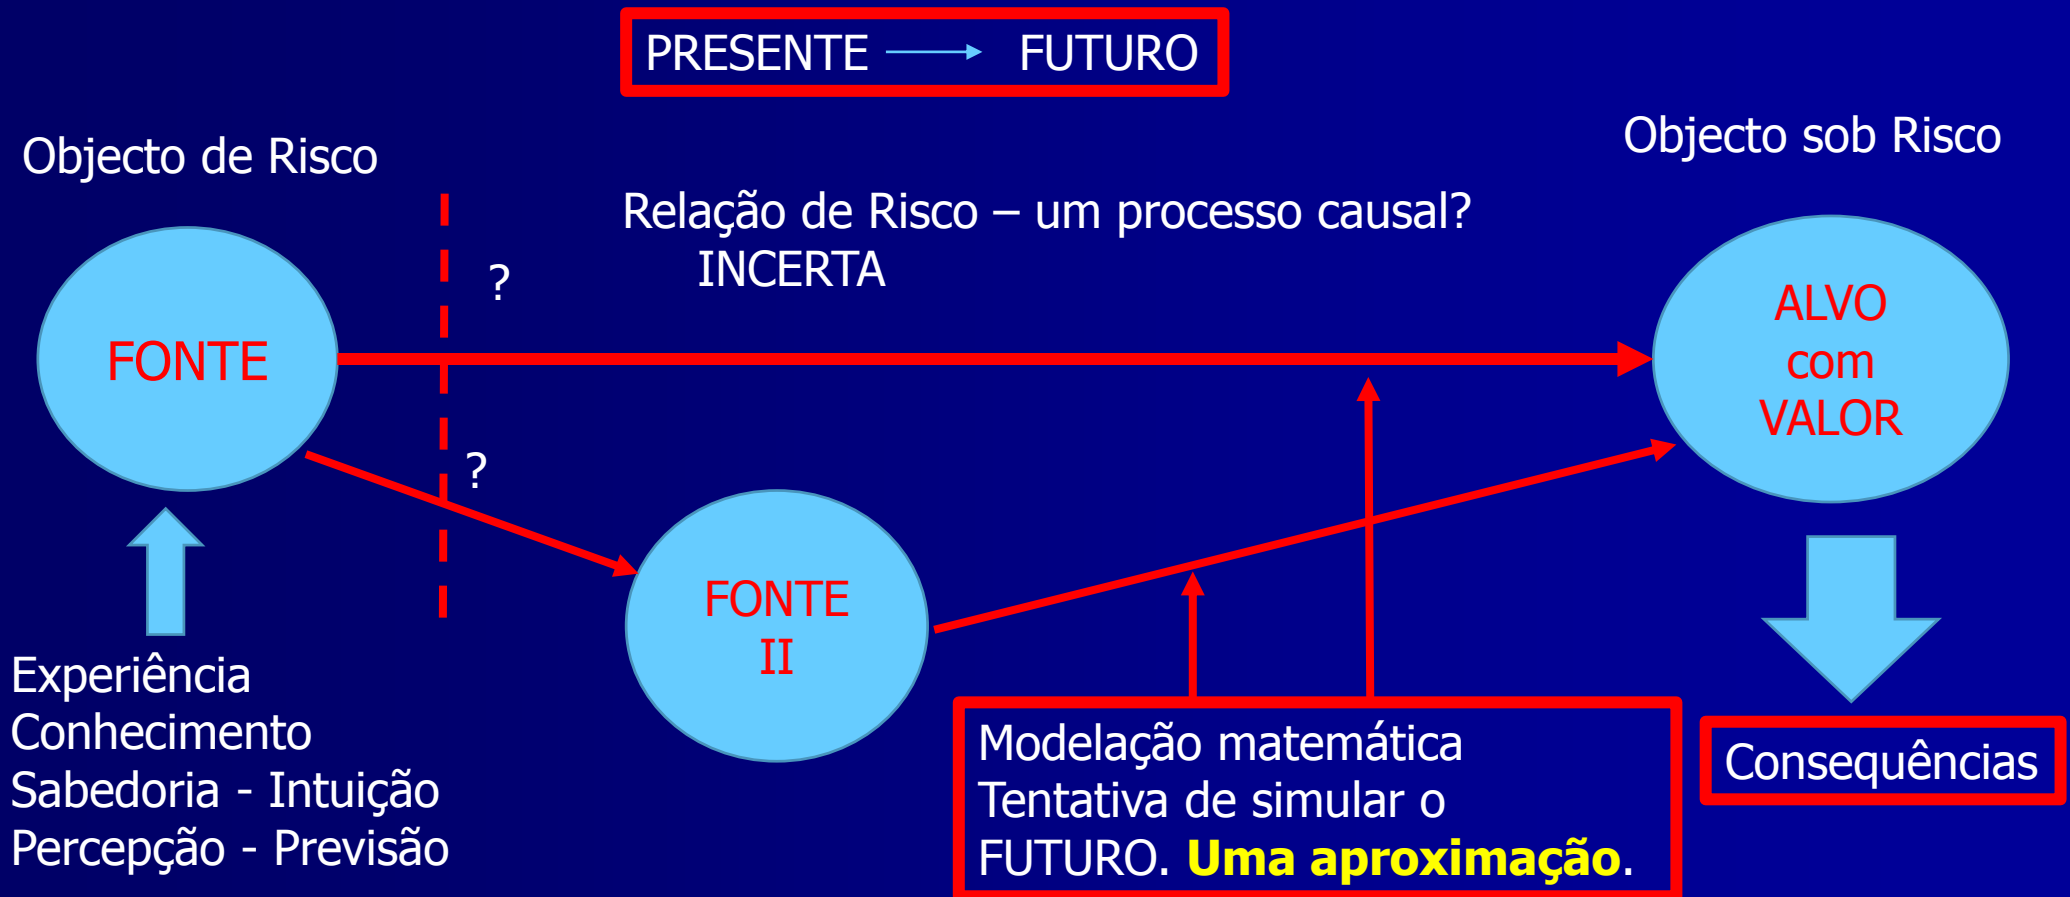 PRESENTE FUTURO
Objecto de Risco
Objecto sob Risco
Relação de Risco – um processo causal?
INCERTA
?
?
FONTE
ALVO
com
VALOR
FONTE
II
Experiência
Conhecimento
Sabedoria - Intuição
Percepção - Previsão
Modelação matemática
Tentativa de simular o
FUTURO. Uma aproximação.
Consequências